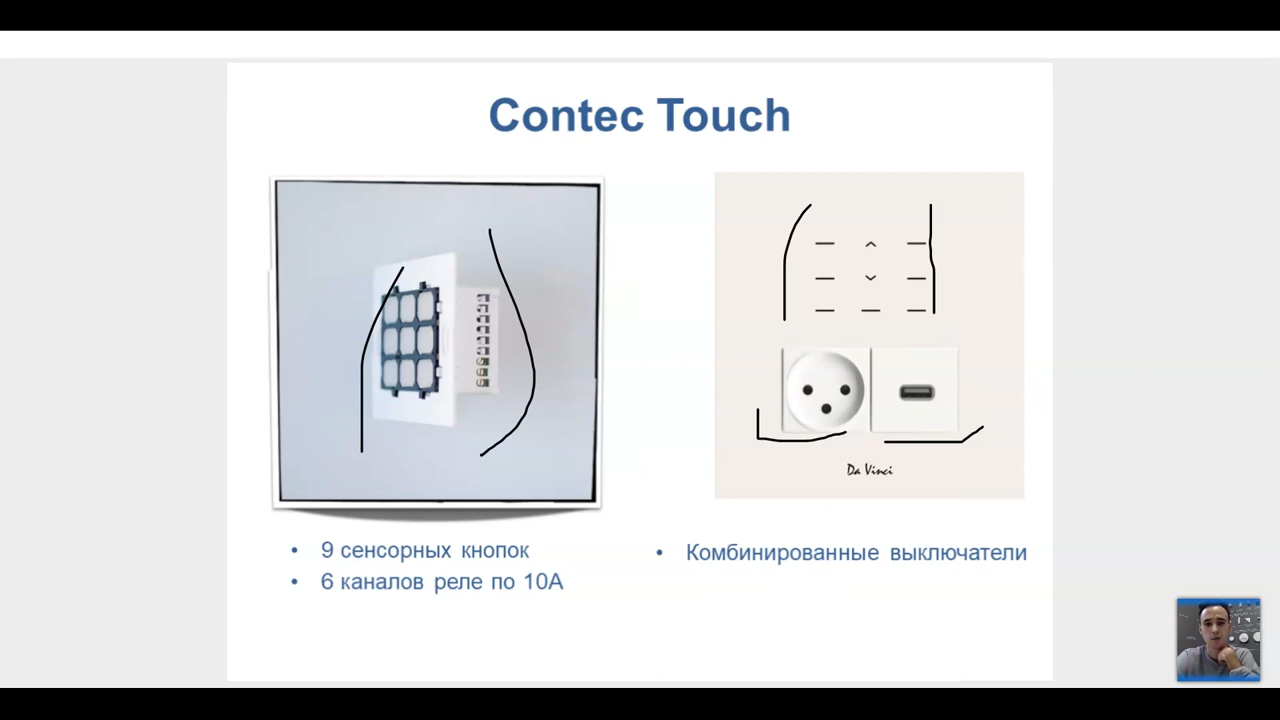 Contec Touch
Da Vinci
• 9 сенсорных кнопок
• 6 каналов реле по 10А
• Комбинированные выключатели